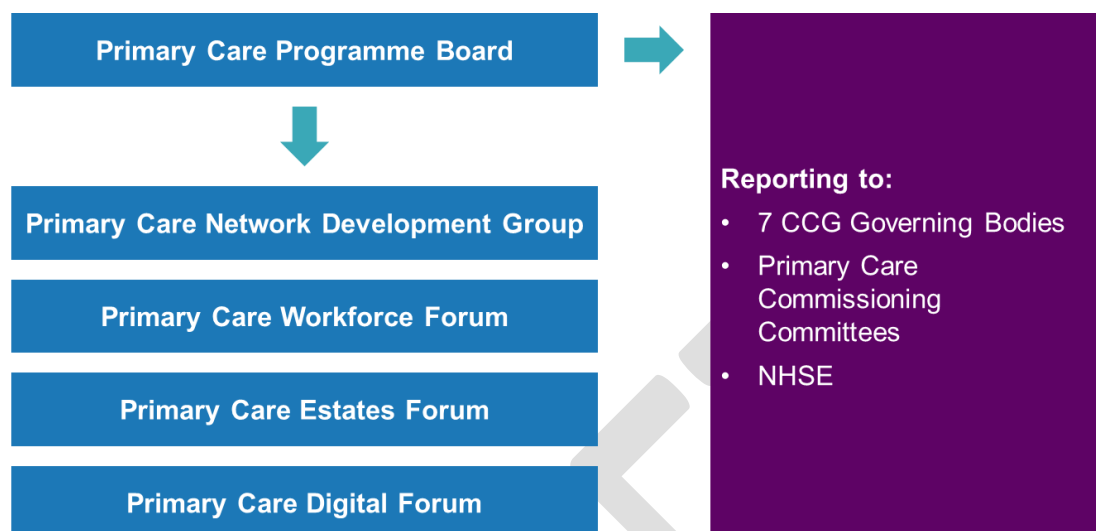 Primary Care Programme Board
Primary Care Network Development Group
Primary Care Workforce Forum
Primary Care Estates Forum
Primary Care Digital Forum
Reporting to:
• 7 CCG Governing Bodies
• Primary Care
Commissioning
Committees
• NHSE